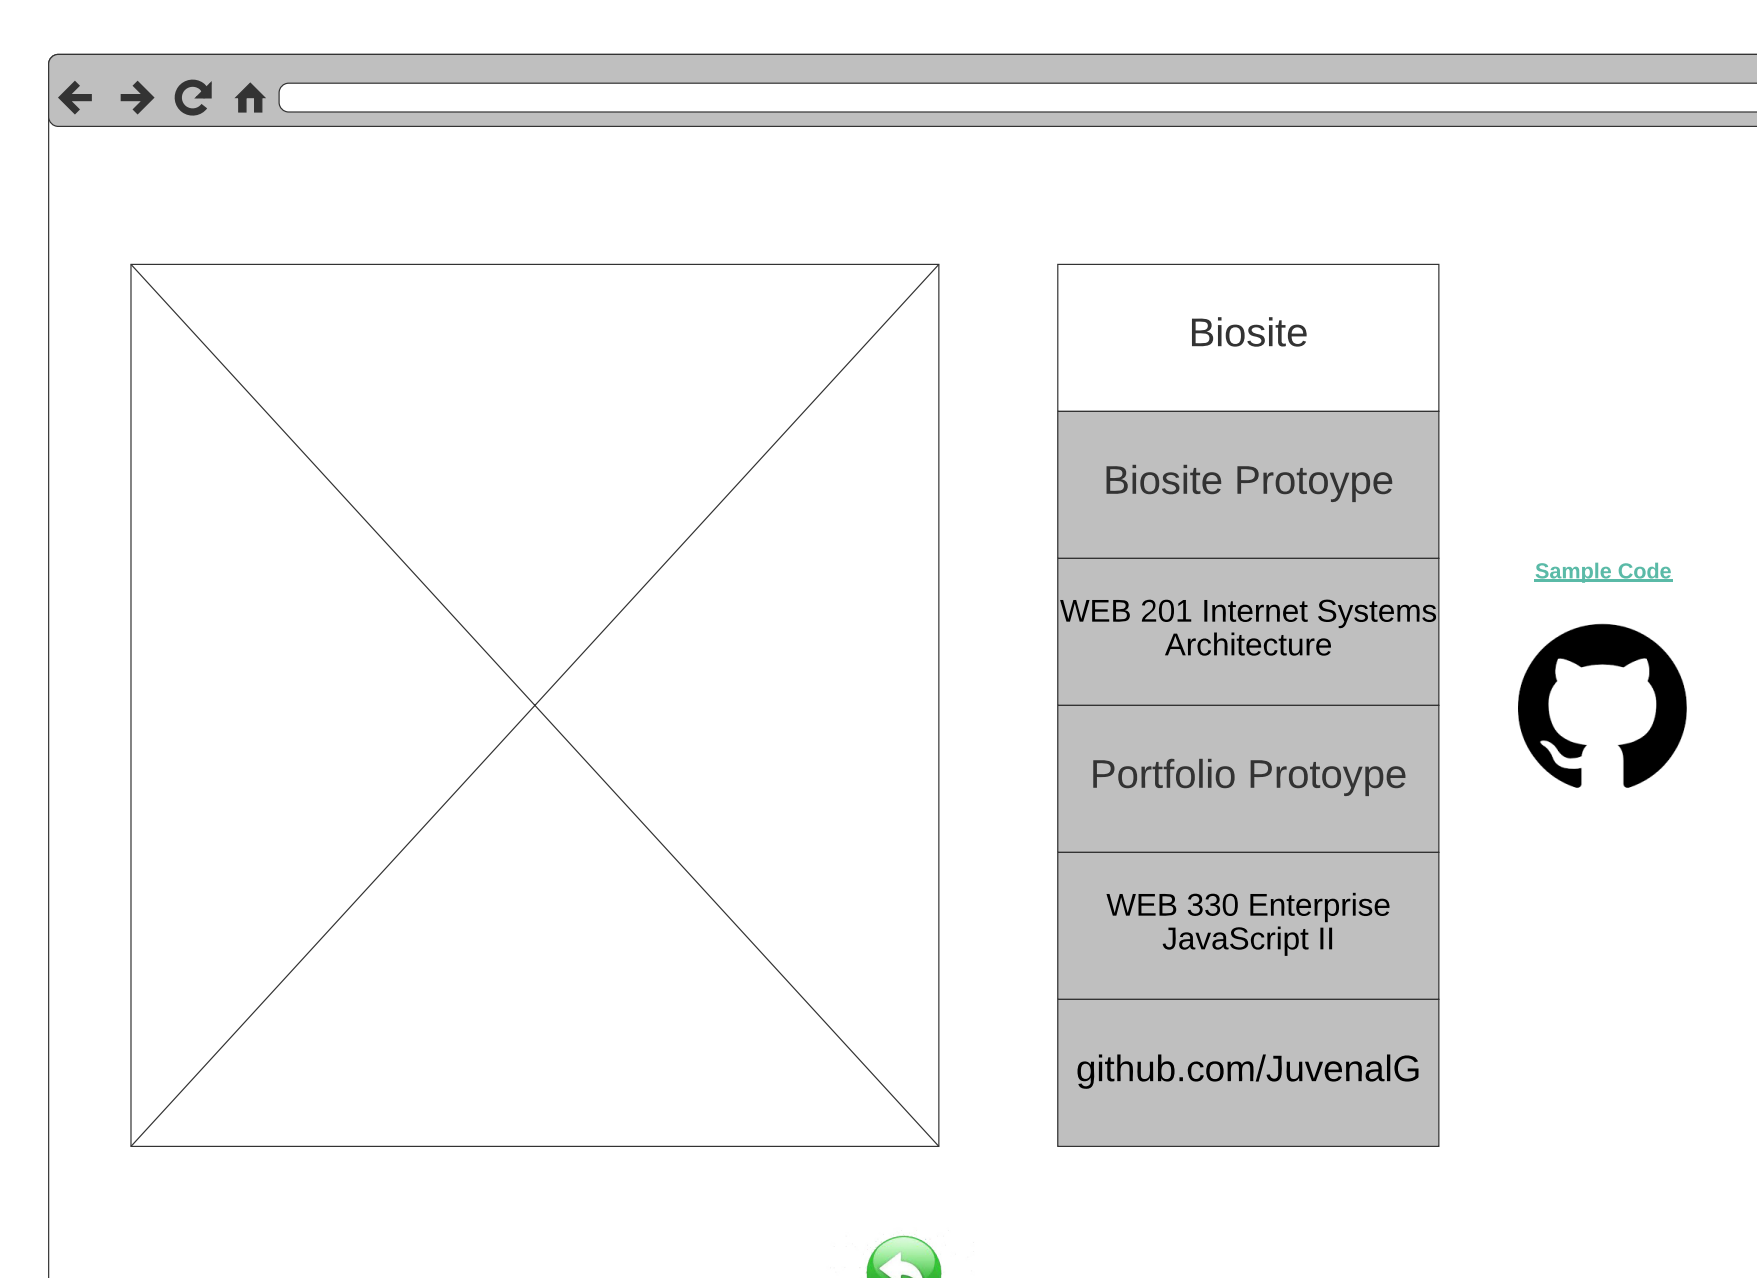 Biosite
Biosite Protoype
Sample Code
WEB 201 Internet Systems
Architecture
Portfolio Protoype
WEB 330 Enterprise
JavaScript II
github.com/JuvenalG